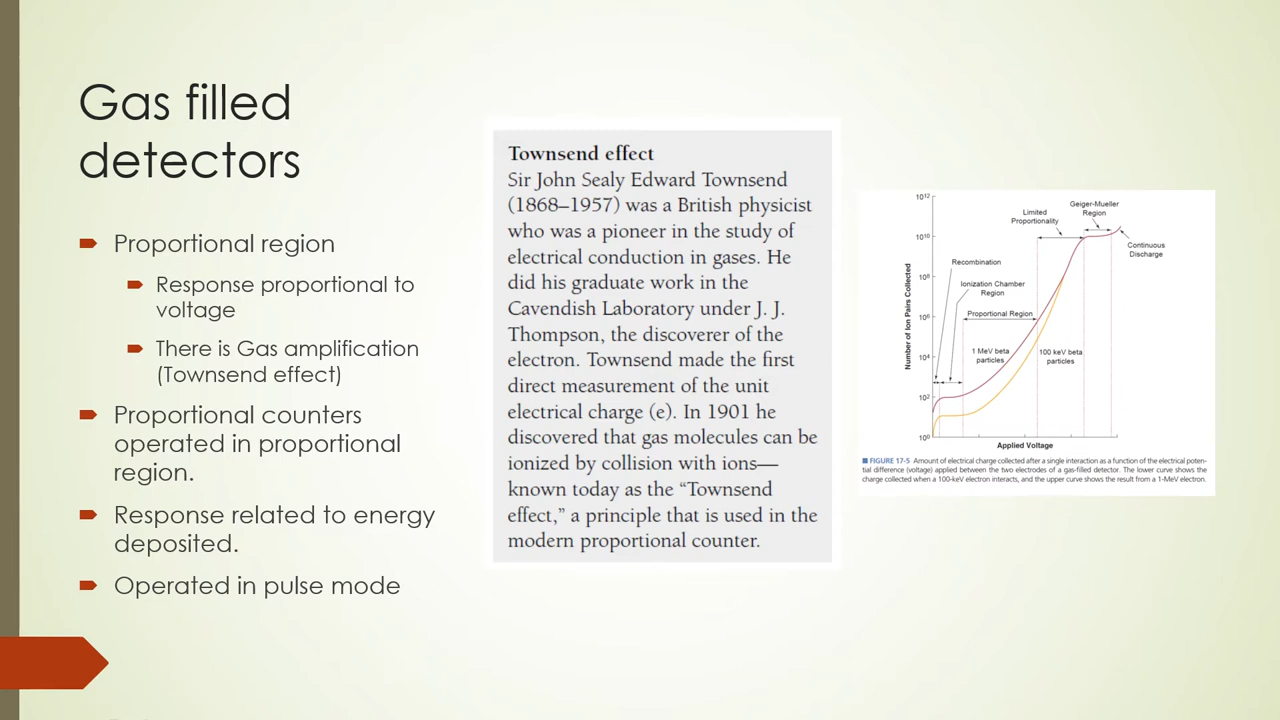 Gas filled
detectors
Proportional region
Response proportional to
voltage
There is Gas amplification
(Townsend effect)
Proportional counters
operated in proportional
region.
Response related to energy
deposited.
Operated in pulse mode
Townsend effect
Sir John Sealy Edward Townsend
(1868–1957) was a British physicist
who was a pioneer in the study of
electrical conduction in gases. He
did his graduate work in the
Cavendish Laboratory under J. J.
Thompson, the discoverer of the
electron. Townsend made the first
direct measurement of the unit
electrical charge (e). In 1901 he
discovered that gas molecules can be
ionized by collision with ions—
known today as the “Townsend
effect,” a principle that is used in the
modern proportional counter.
10¹²
10¹⁰
10⁸
10⁶
10⁴
10²
10⁰
Number of Ion Pairs Collected
Recombination
Ionization Chamber
Region
Proportional Region
Limited
Proportionality
Geiger-Mueller
Region
Continuous
Discharge
1 MeV beta
particles
100 keV beta
particles
Applied Voltage
FIGURE 17-5 Amount of electrical charge collected after a single interaction as a function of the electrical poten-
tial difference (voltage) applied between the two electrodes of a gas-filled detector. The lower curve shows the
charge collected when a 100-keV electron interacts, and the upper curve shows the result from a 1-MeV electron.